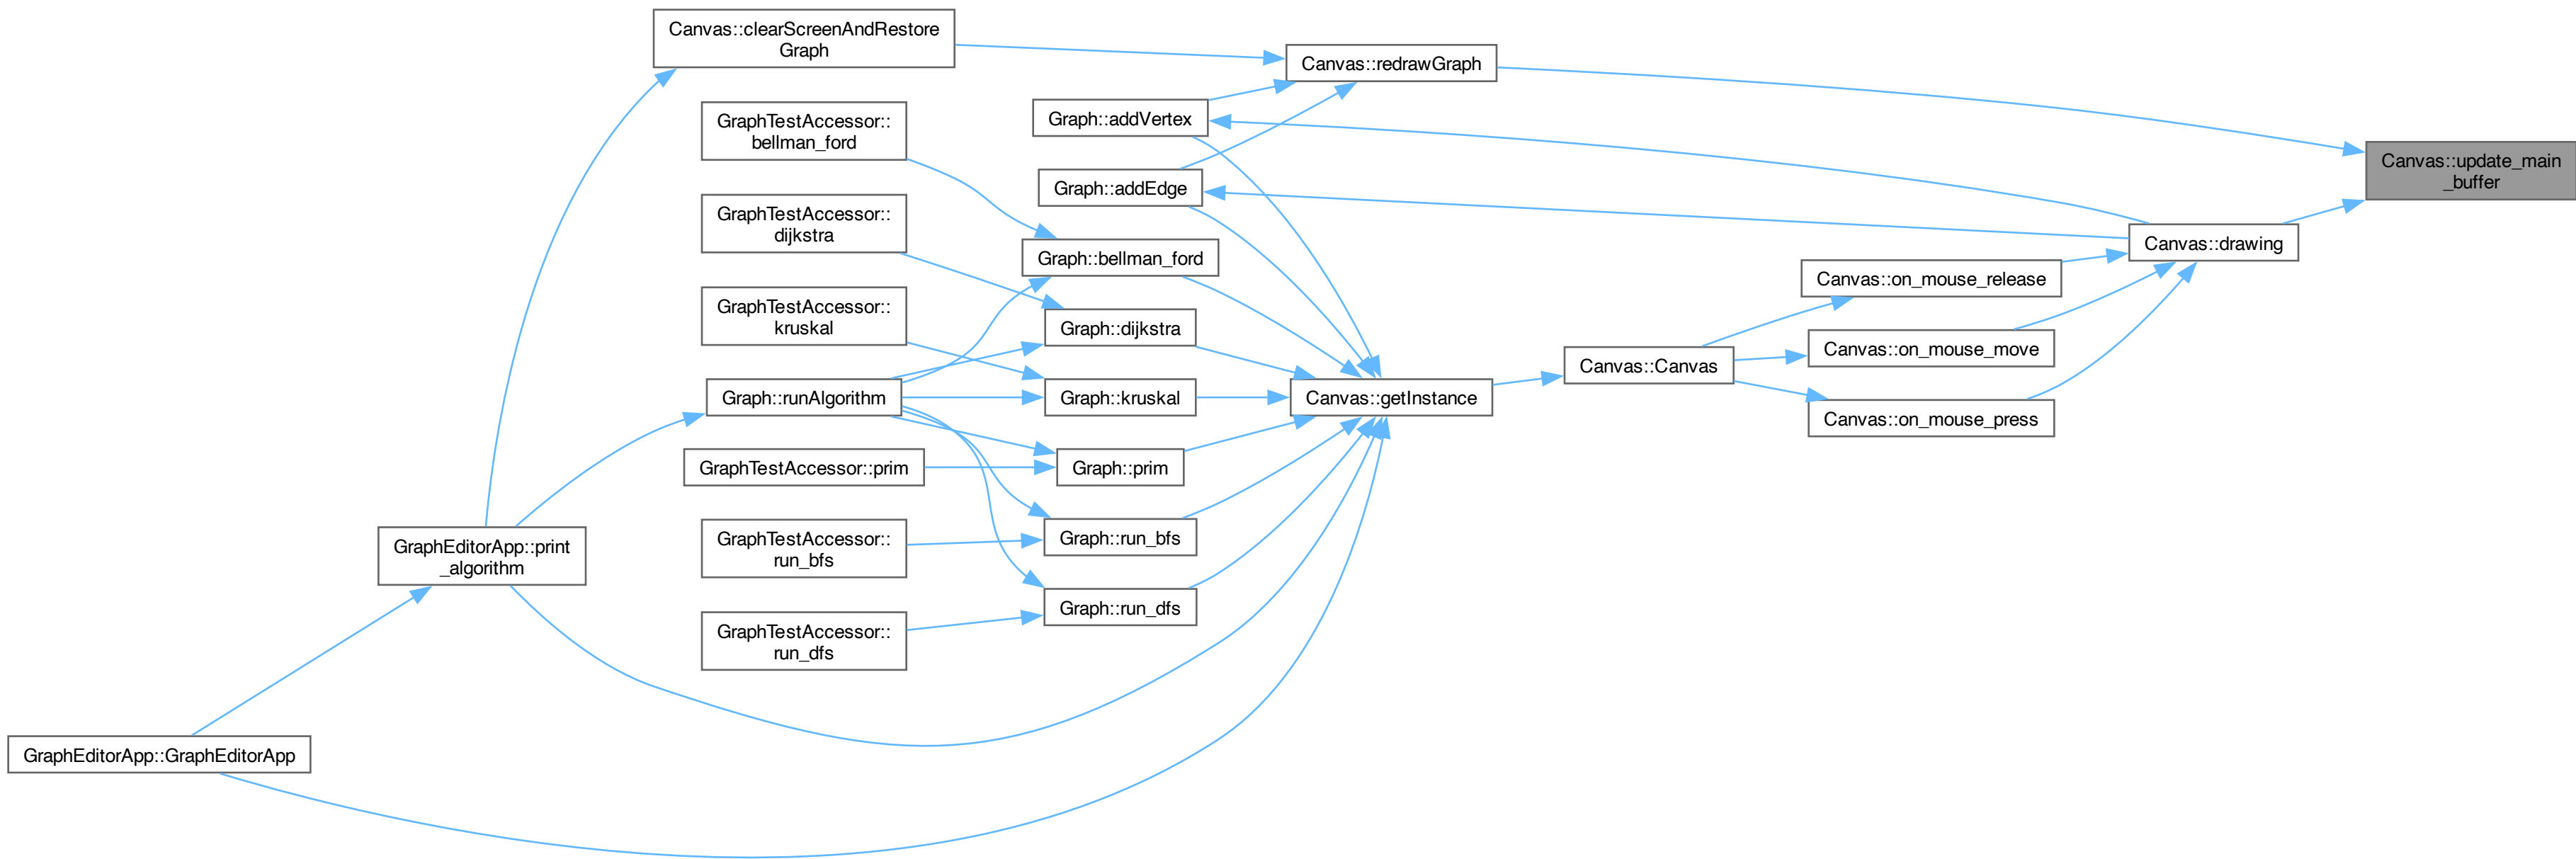 Canvas::clearScreenAndRestore
Graph
Canvas::redrawGraph
GraphTestAccessor::
bellman_ford
Graph::addVertex
Canvas::update_main
_buffer
Graph::addEdge
GraphTestAccessor::
dijkstra
Graph::bellman_ford
Canvas::drawing
Canvas::on_mouse_release
GraphTestAccessor::
kruskal
Graph::dijkstra
Canvas::on_mouse_move
Canvas::Canvas
Graph::runAlgorithm
Graph::kruskal
Canvas::getInstance
Canvas::on_mouse_press
GraphTestAccessor::prim
Graph::prim
GraphTestAccessor::
run_bfs
Graph::run_bfs
GraphEditorApp::print
_algorithm
Graph::run_dfs
GraphTestAccessor::
run_dfs
GraphEditorApp::GraphEditorApp